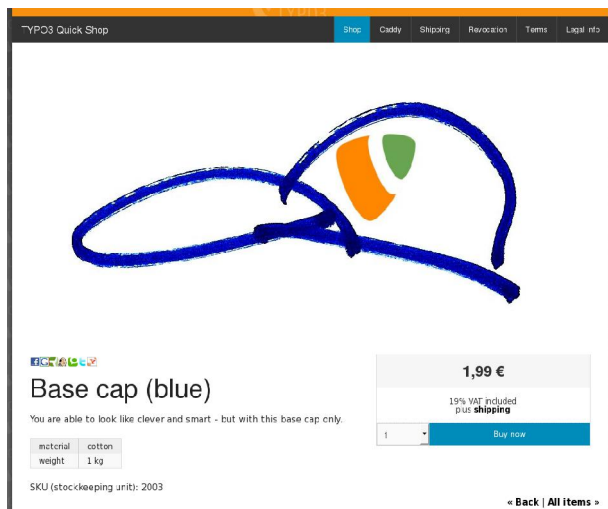 TYPO3
TYPO3 Quick Shop
Shop
Caddy
Shipping
Revocation
Terms
Legal Info
Base cap (blue)
You are able to look like clever and smart - but with this base cap only.
material cotton
weight 1 kg
SKU (stockkeeping unit): 2003
1,99 €
19% VAT included
plus shipping
1
Buy now
« Back | All items »